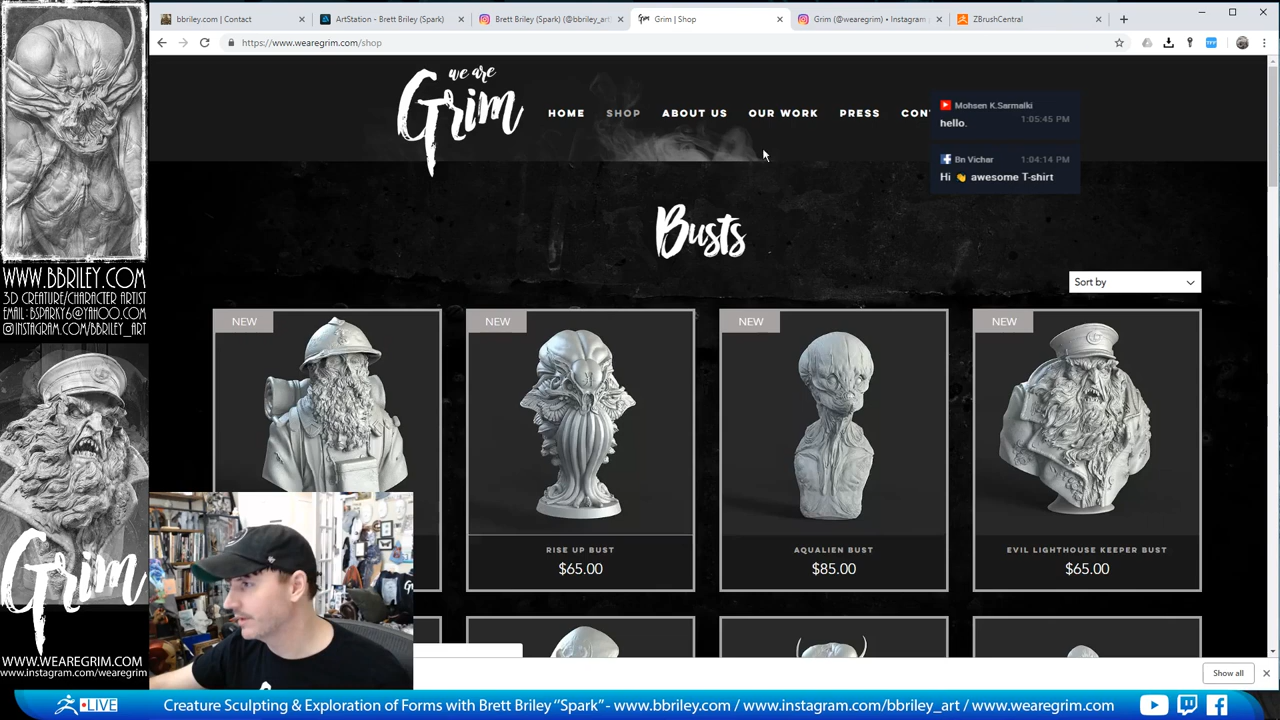 bbriley.com | Contact
ArtStation - Brett Briley (Spark)
Brett Briley (Spark) (@bbriley_art
Grim | Shop
Grim (@wearegrim) • Instagram
ZBrushCentral
https://www.wearegrim.com/shop
we are
Grim
HOME
SHOP
ABOUT US
OUR WORK
PRESS
CON
Mohsen K.Sarmalki
1:05:45 PM
hello.
Bn Vichar
1:04:14 PM
Hi 👋 awesome T-shirt
Busts
Sort by
NEW
NEW
NEW
NEW
RISE UP BUST
$65.00
AQUALIEN BUST
$85.00
EVIL LIGHTHOUSE KEEPER BUST
$65.00
WWW.BBRILEY.COM
3D CREATURE/CHARACTER ARTIST
EMAIL: BSPARKY6@YAHOO.COM
INSTAGRAM.COM/BBRILEY_ART
Grim
WWW.WEAREGRIM.COM
www.instagram.com/wearegrim
Show all
LIVE
Creature Sculpting & Exploration of Forms with Brett Briley “Spark” - www.bbriley.com / www.instagram.com/bbriley_art / www.wearegrim.com